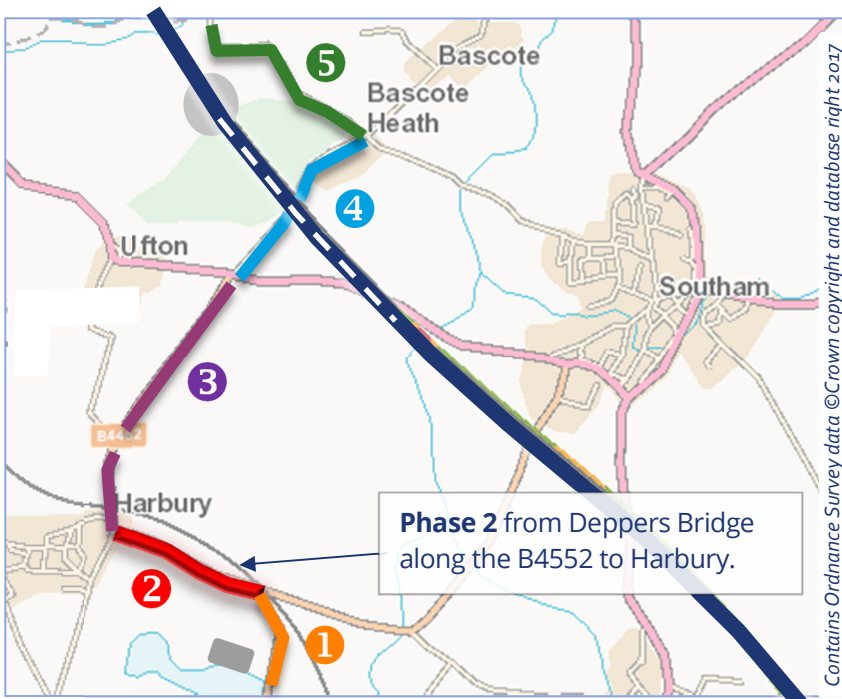 Bascote
5
Bascote
Heath
4
Ufton
Southam
3
B4452
Harbury
Phase 2 from Deppers Bridge
along the B4552 to Harbury.
2
1
Contains Ordnance Survey data ©Crown copyright and database right 2017